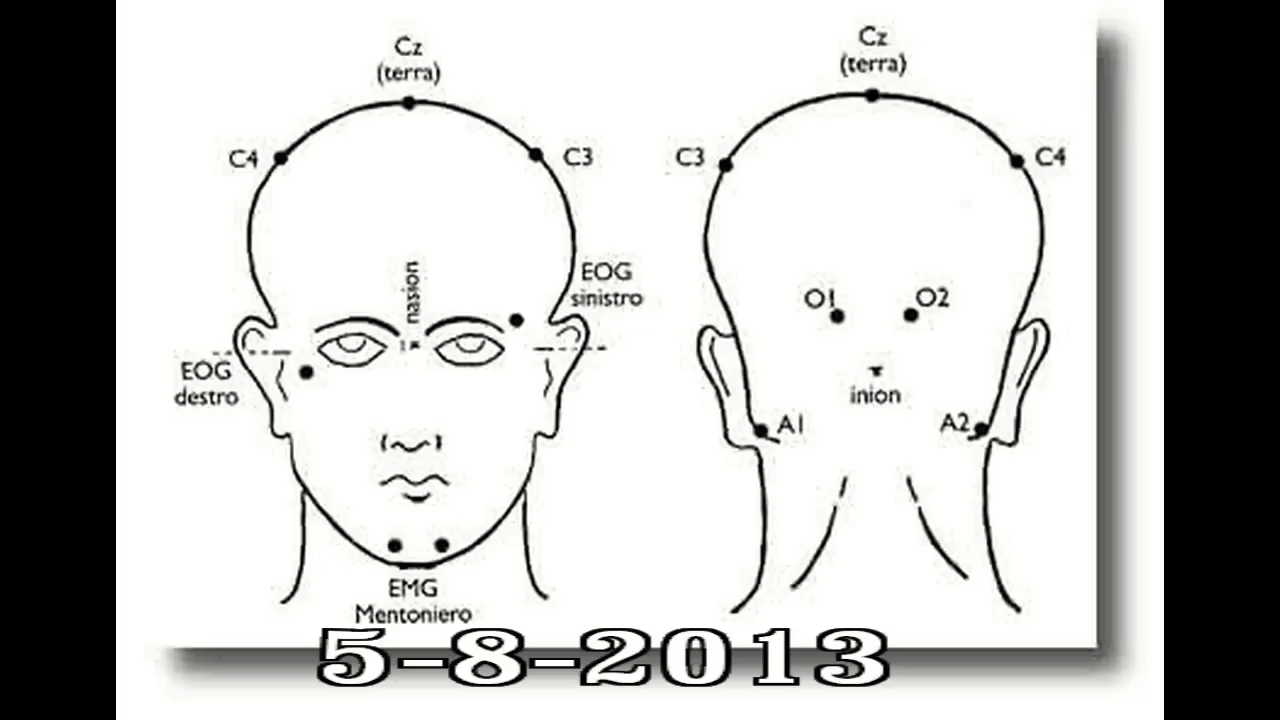 Cz
(terra)
C4
C3
nasion
EOG
sinistro
EOG
destro
EMG
Mentoniero
Cz
(terra)
C3
C4
O1
O2
inion
A1
A2
5-8-2013